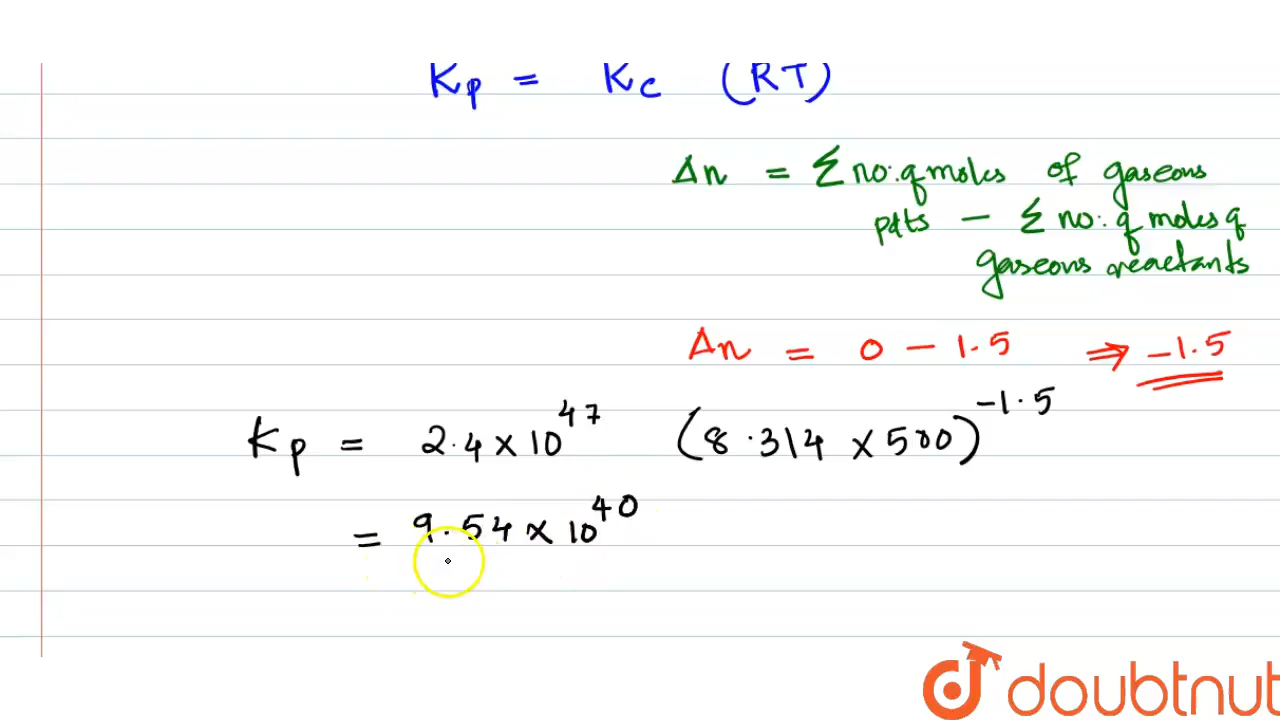 Kp = Kc (RT)
Δn = Σ no: of moles of gaseous
pdts − Σ no: of moles of
gaseous reactants
Δn = 0 − 1.5 ⇒ −1.5
Kp = 2.4 × 10^47 (8.314 × 500)^−1.5
= 9.54 × 10^40
doubtnut